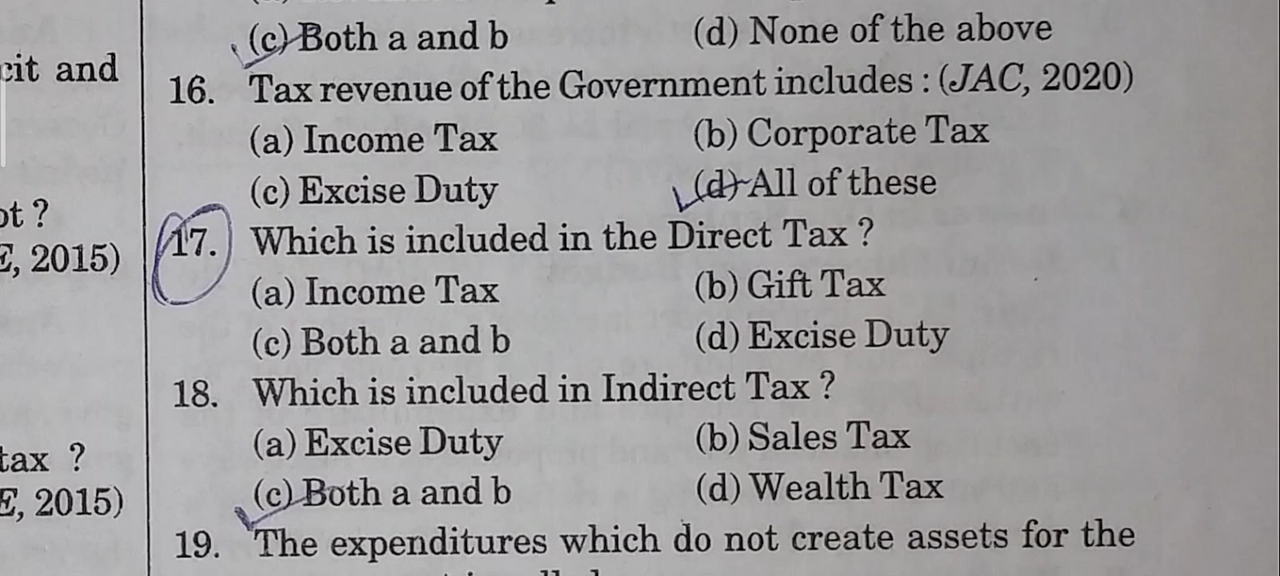 (c) Both a and b (d) None of the above
cit and
16. Tax revenue of the Government includes : (JAC, 2020)
(a) Income Tax (b) Corporate Tax
(c) Excise Duty (d) All of these
ot ?
17. Which is included in the Direct Tax ?
E, 2015)
(a) Income Tax (b) Gift Tax
(c) Both a and b (d) Excise Duty
18. Which is included in Indirect Tax ?
(a) Excise Duty (b) Sales Tax
tax ?
(c) Both a and b (d) Wealth Tax
E, 2015)
19. The expenditures which do not create assets for the